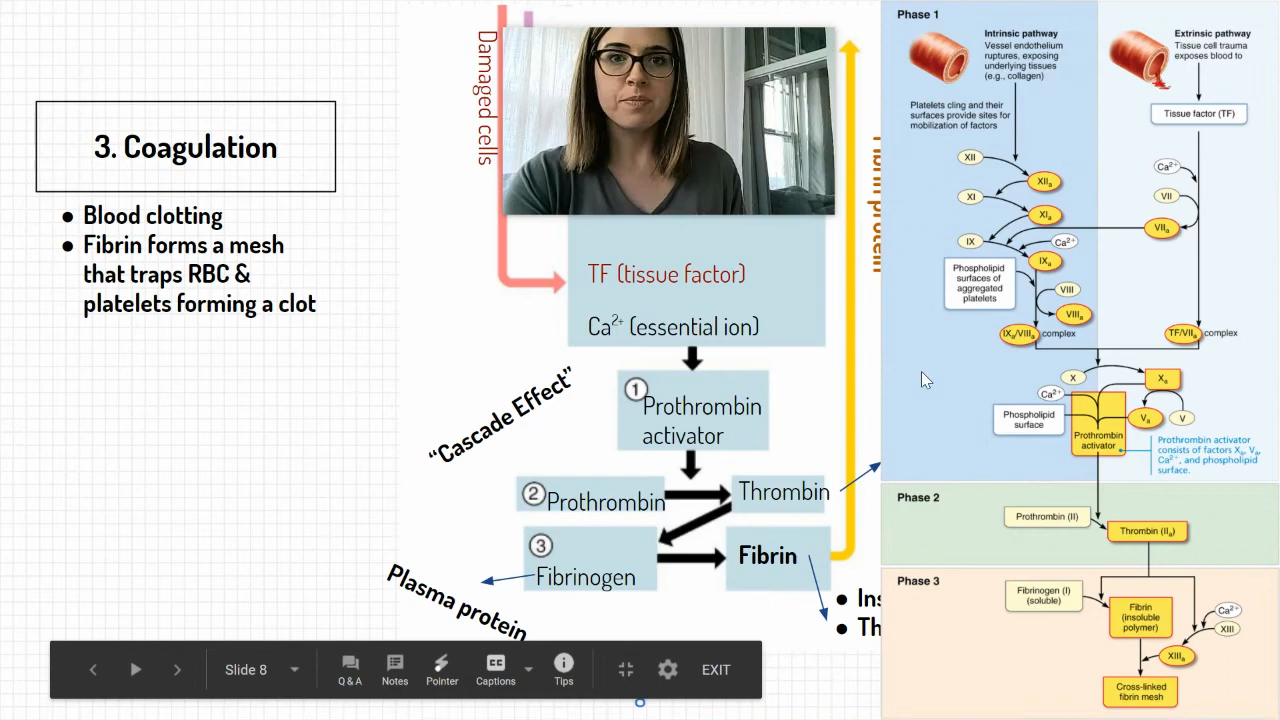 3. Coagulation
● Blood clotting
● Fibrin forms a mesh
that traps RBC &
platelets forming a clot
Damaged cells
TF (tissue factor)
Ca²⁺ (essential ion)
"Cascade Effect"
① Prothrombin
activator
② Prothrombin
Thrombin
③
Fibrinogen
Fibrin
Plasma protein
protein
● Ins
● Th
Phase 1
Intrinsic pathway
Vessel endothelium
ruptures, exposing
underlying tissues
(e.g., collagen)
Extrinsic pathway
Tissue cell trauma
exposes blood to
Platelets cling and their
surfaces provide sites for
mobilization of factors
Tissue factor (TF)
XII
XIIₐ
XI
XIₐ
IX
Ca²⁺
IXₐ
Ca²⁺
VII
VIIₐ
Phospholipid
surfaces of
aggregated
platelets
VIII
VIIIₐ
IXₐ/VIIIₐ complex
TF/VIIₐ complex
X
Xₐ
Ca²⁺
Phospholipid
surface
Vₐ
V
Prothrombin
activator
Prothrombin activator
consists of factors Xₐ, Vₐ,
Ca²⁺, and phospholipid
surface.
Phase 2
Prothrombin (II)
Thrombin (IIₐ)
Phase 3
Fibrinogen (I)
(soluble)
Fibrin
(insoluble
polymer)
Ca²⁺
XIII
XIIIₐ
Cross-linked
fibrin mesh
Slide 8
Q & A
Notes
Pointer
Captions
Tips
EXIT